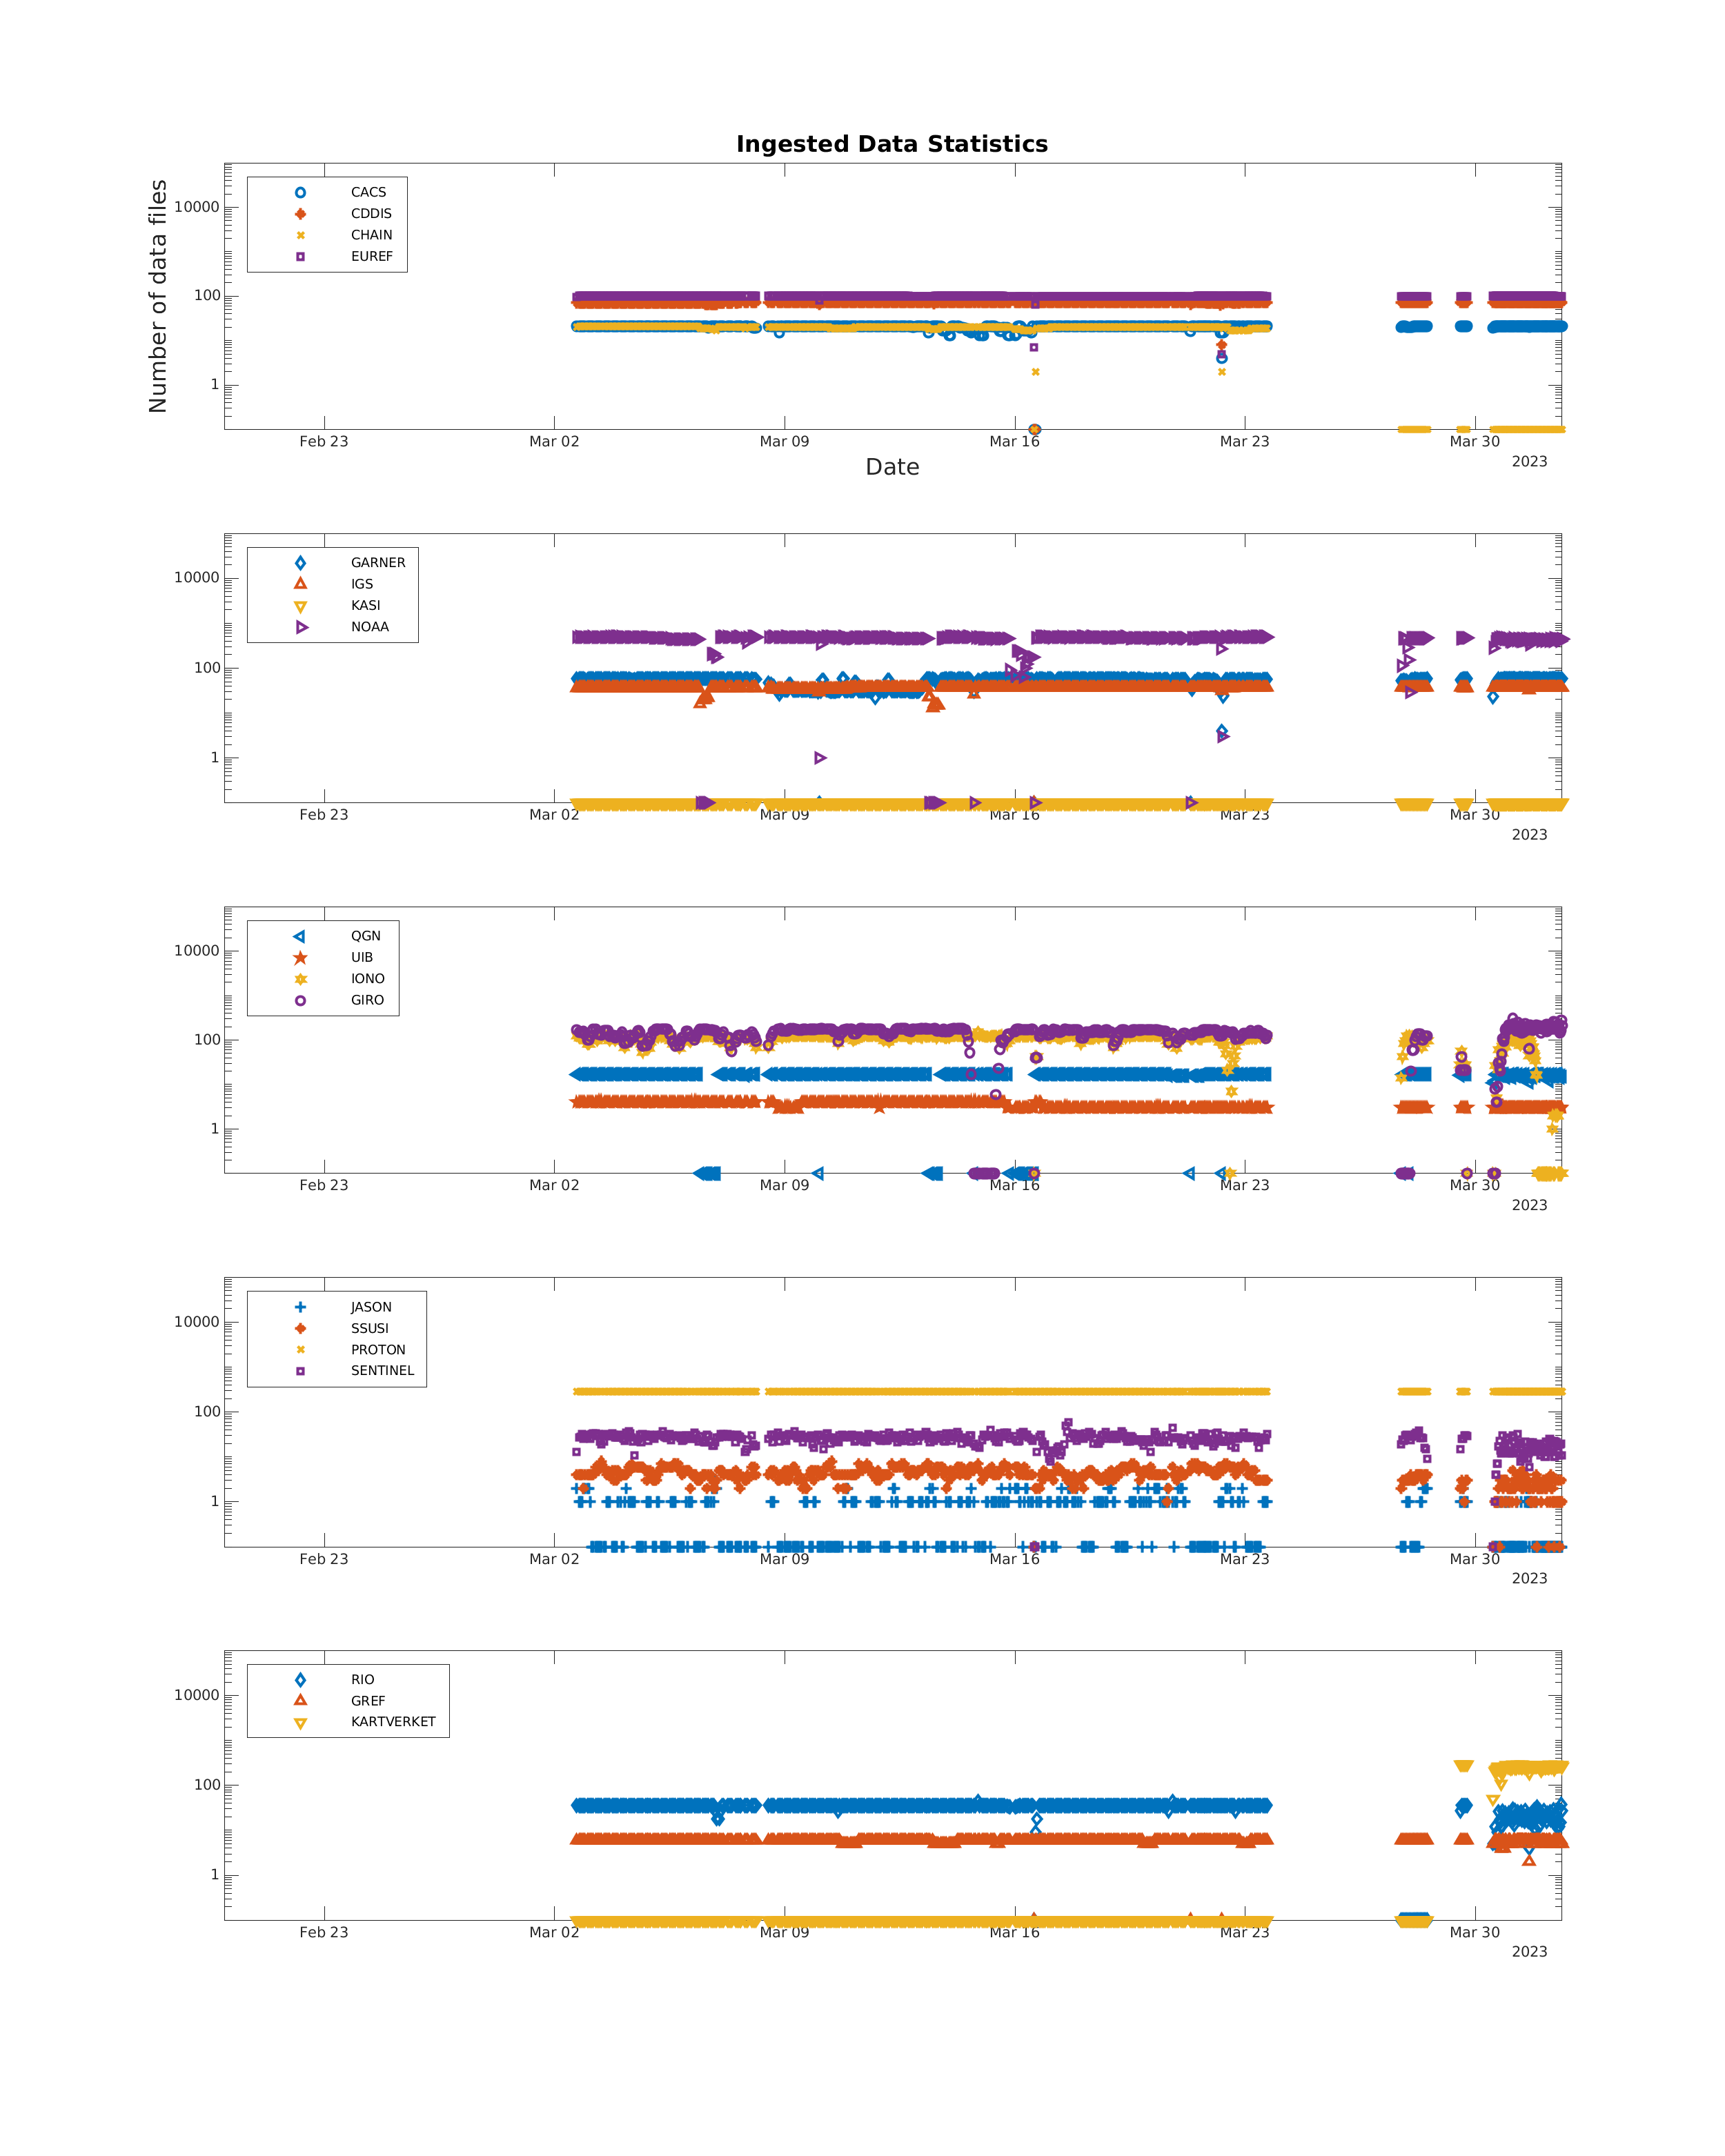 Ingested Data Statistics
Number of data files
10000
100
1
CACS
CDDIS
CHAIN
EUREF
Feb 23 Mar 02 Mar 09 Mar 16 Mar 23 Mar 30
2023
Date
10000
100
1
GARNER
IGS
KASI
NOAA
Feb 23 Mar 02 Mar 09 Mar 16 Mar 23 Mar 30
2023
10000
100
1
QGN
UIB
IONO
GIRO
Feb 23 Mar 02 Mar 09 Mar 16 Mar 23 Mar 30
2023
10000
100
1
JASON
SSUSI
PROTON
SENTINEL
Feb 23 Mar 02 Mar 09 Mar 16 Mar 23 Mar 30
2023
10000
100
1
RIO
GREF
KARTVERKET
Feb 23 Mar 02 Mar 09 Mar 16 Mar 23 Mar 30
2023